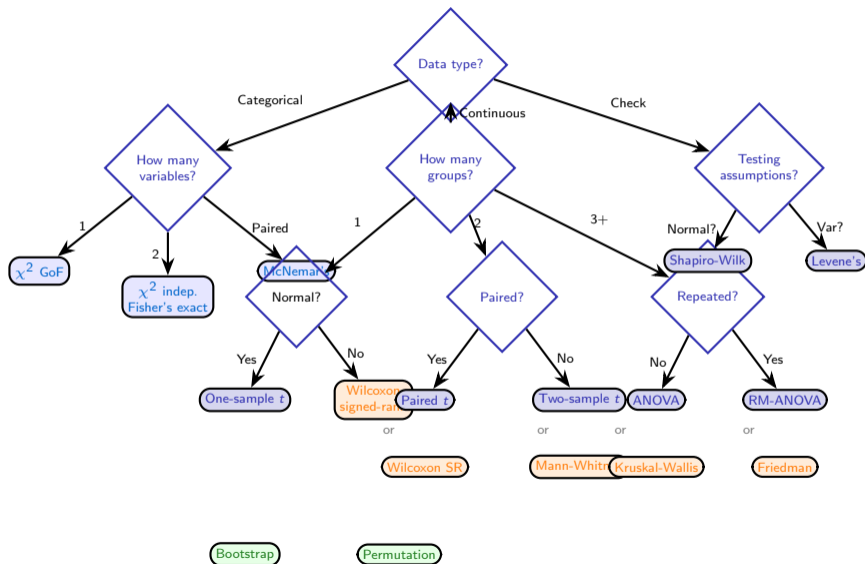 Data type?
Categorical
Continuous
Check
How many
variables?
How many
groups?
Testing
assumptions?
1
2
Paired
1
2
3+
Normal?
Var?
χ² GoF
χ² indep.
Fisher's exact
McNemar's
Shapiro-Wilk
Levene's
Normal?
Paired?
Repeated?
Yes
No
Yes
No
No
Yes
One-sample t
Wilcoxon
signed-rank
Paired t
Two-sample t
ANOVA
RM-ANOVA
or
or
or
or
Wilcoxon SR
Mann-Whitney
Kruskal-Wallis
Friedman
Bootstrap
Permutation